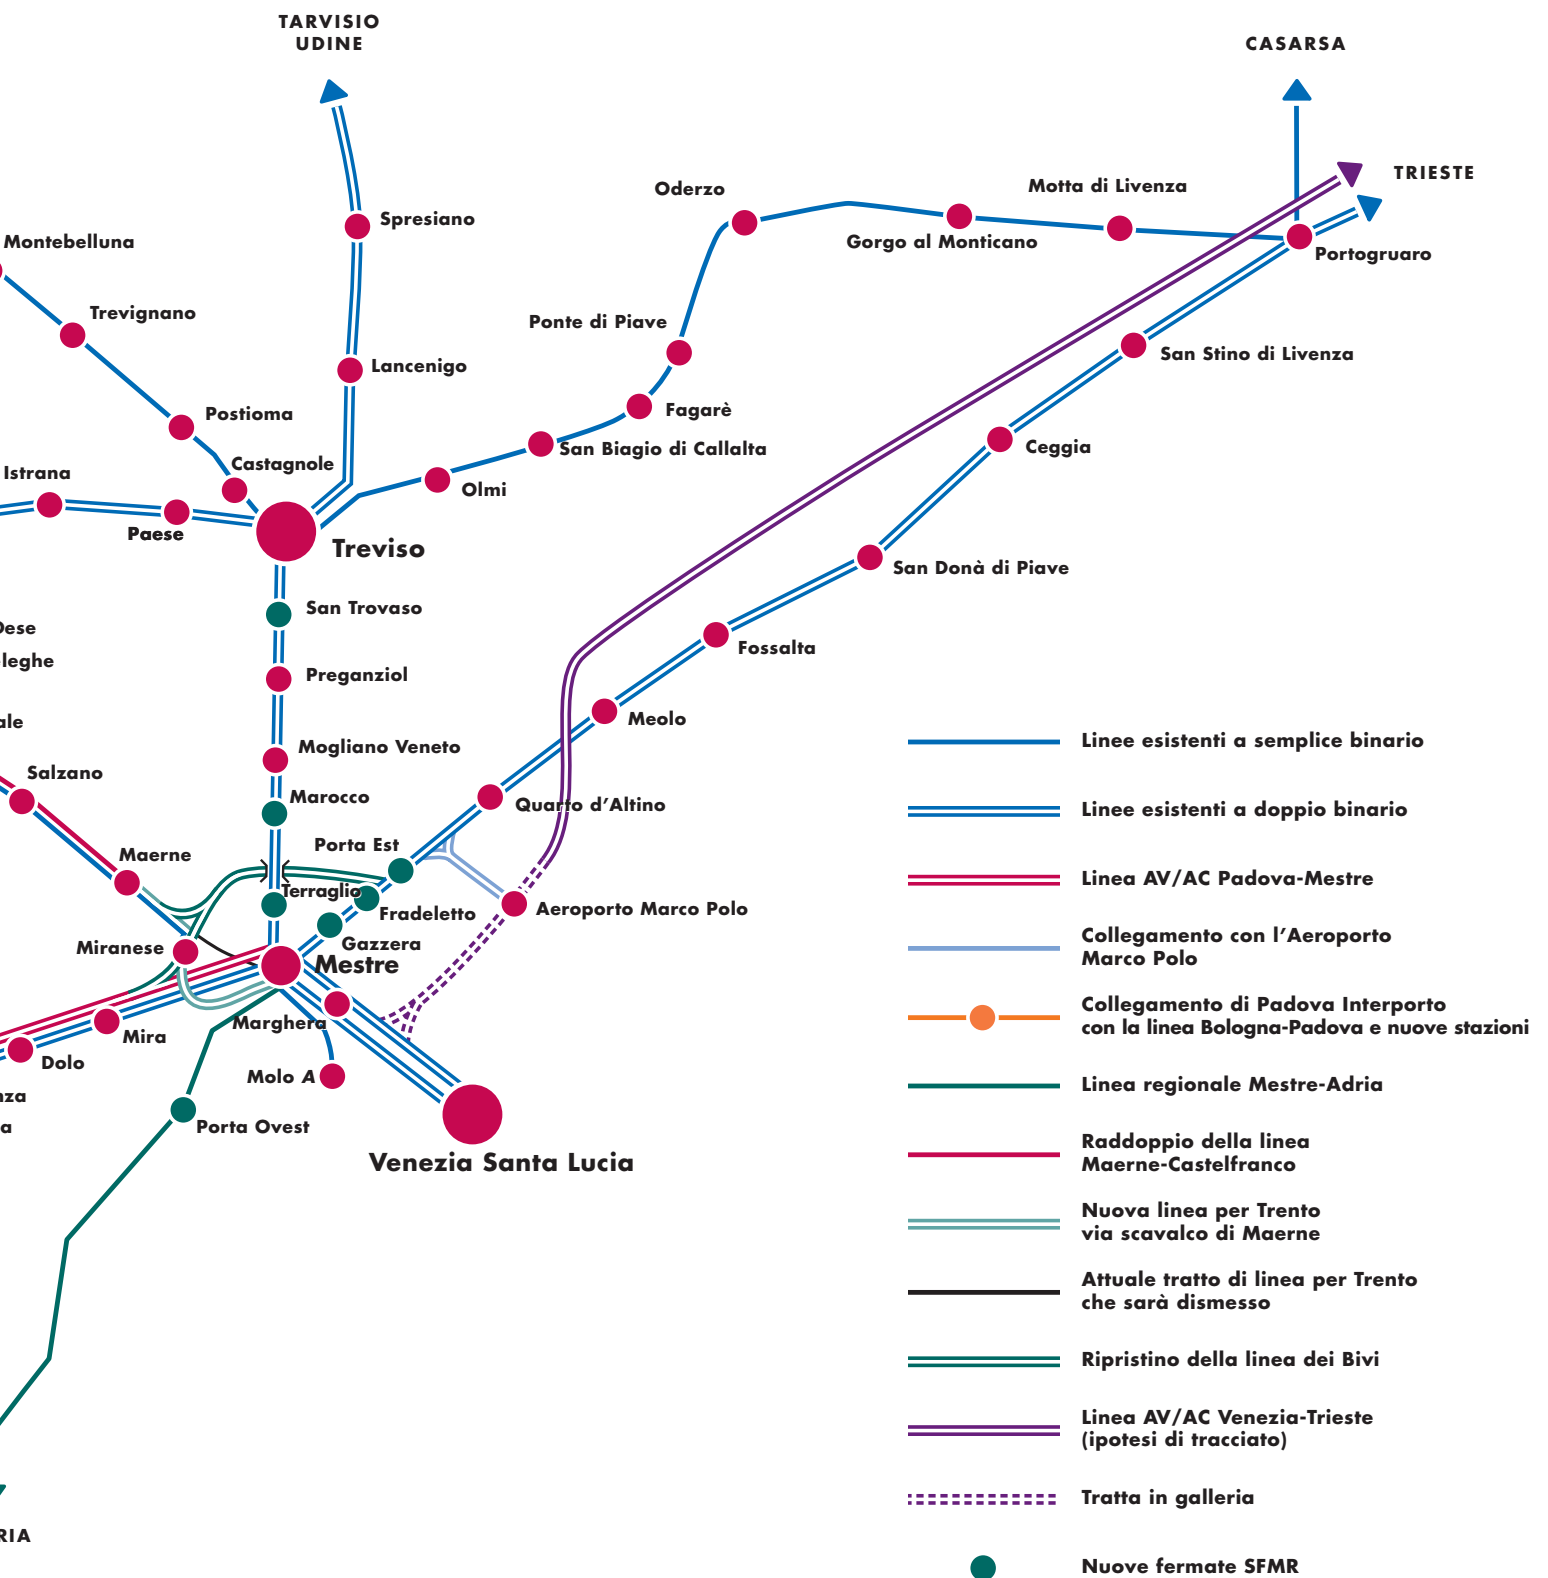 TARVISIO
UDINE
CASARSA
TRIESTE
Oderzo
Motta di Livenza
Spresiano
Montebelluna
Gorgo al Monticano
Portogruaro
Trevignano
Ponte di Piave
San Stino di Livenza
Lancenigo
Postioma
Fagarè
Ceggia
San Biagio di Callalta
Castagnole
Istrana
Olmi
Paese
Treviso
San Donà di Piave
San Trovaso
Dese
Fossalta
leghe
Preganziol
ale
Meolo
Mogliano Veneto
Salzano
Marocco
Quarto d'Altino
Porta Est
Maerne
Terraglio
Fradeletto
Aeroporto Marco Polo
Miranese
Gazzera
Mestre
Marghera
Mira
Dolo
Molo A
nza
a
Porta Ovest
Venezia Santa Lucia
RIA
Linee esistenti a semplice binario
Linee esistenti a doppio binario
Linea AV/AC Padova-Mestre
Collegamento con l'Aeroporto
Marco Polo
Collegamento di Padova Interporto
con la linea Bologna-Padova e nuove stazioni
Linea regionale Mestre-Adria
Raddoppio della linea
Maerne-Castelfranco
Nuova linea per Trento
via scavalco di Maerne
Attuale tratto di linea per Trento
che sarà dismesso
Ripristino della linea dei Bivi
Linea AV/AC Venezia-Trieste
(ipotesi di tracciato)
Tratta in galleria
Nuove fermate SFMR